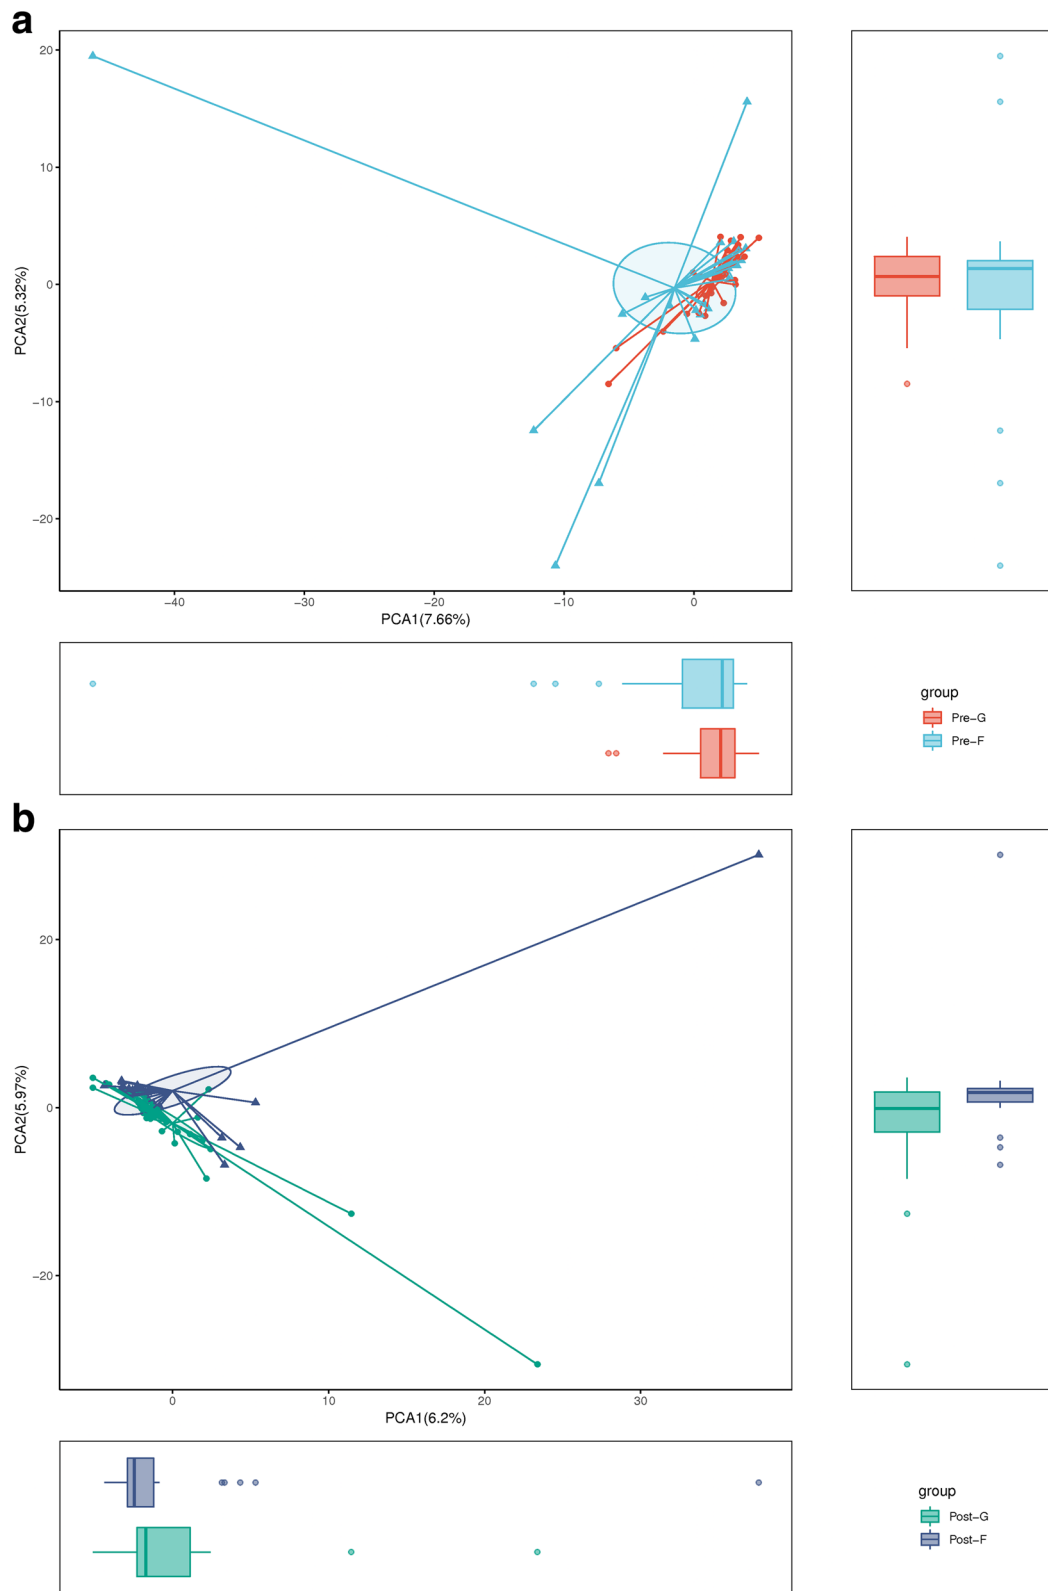 a
20
10
0
−10
−20
PCA2(5.32%)
−40
−30
−20
−10
0
PCA1(7.66%)
group
Pre−G
Pre−F
b
20
0
−20
PCA2(5.97%)
0
10
20
30
PCA1(6.2%)
group
Post−G
Post−F